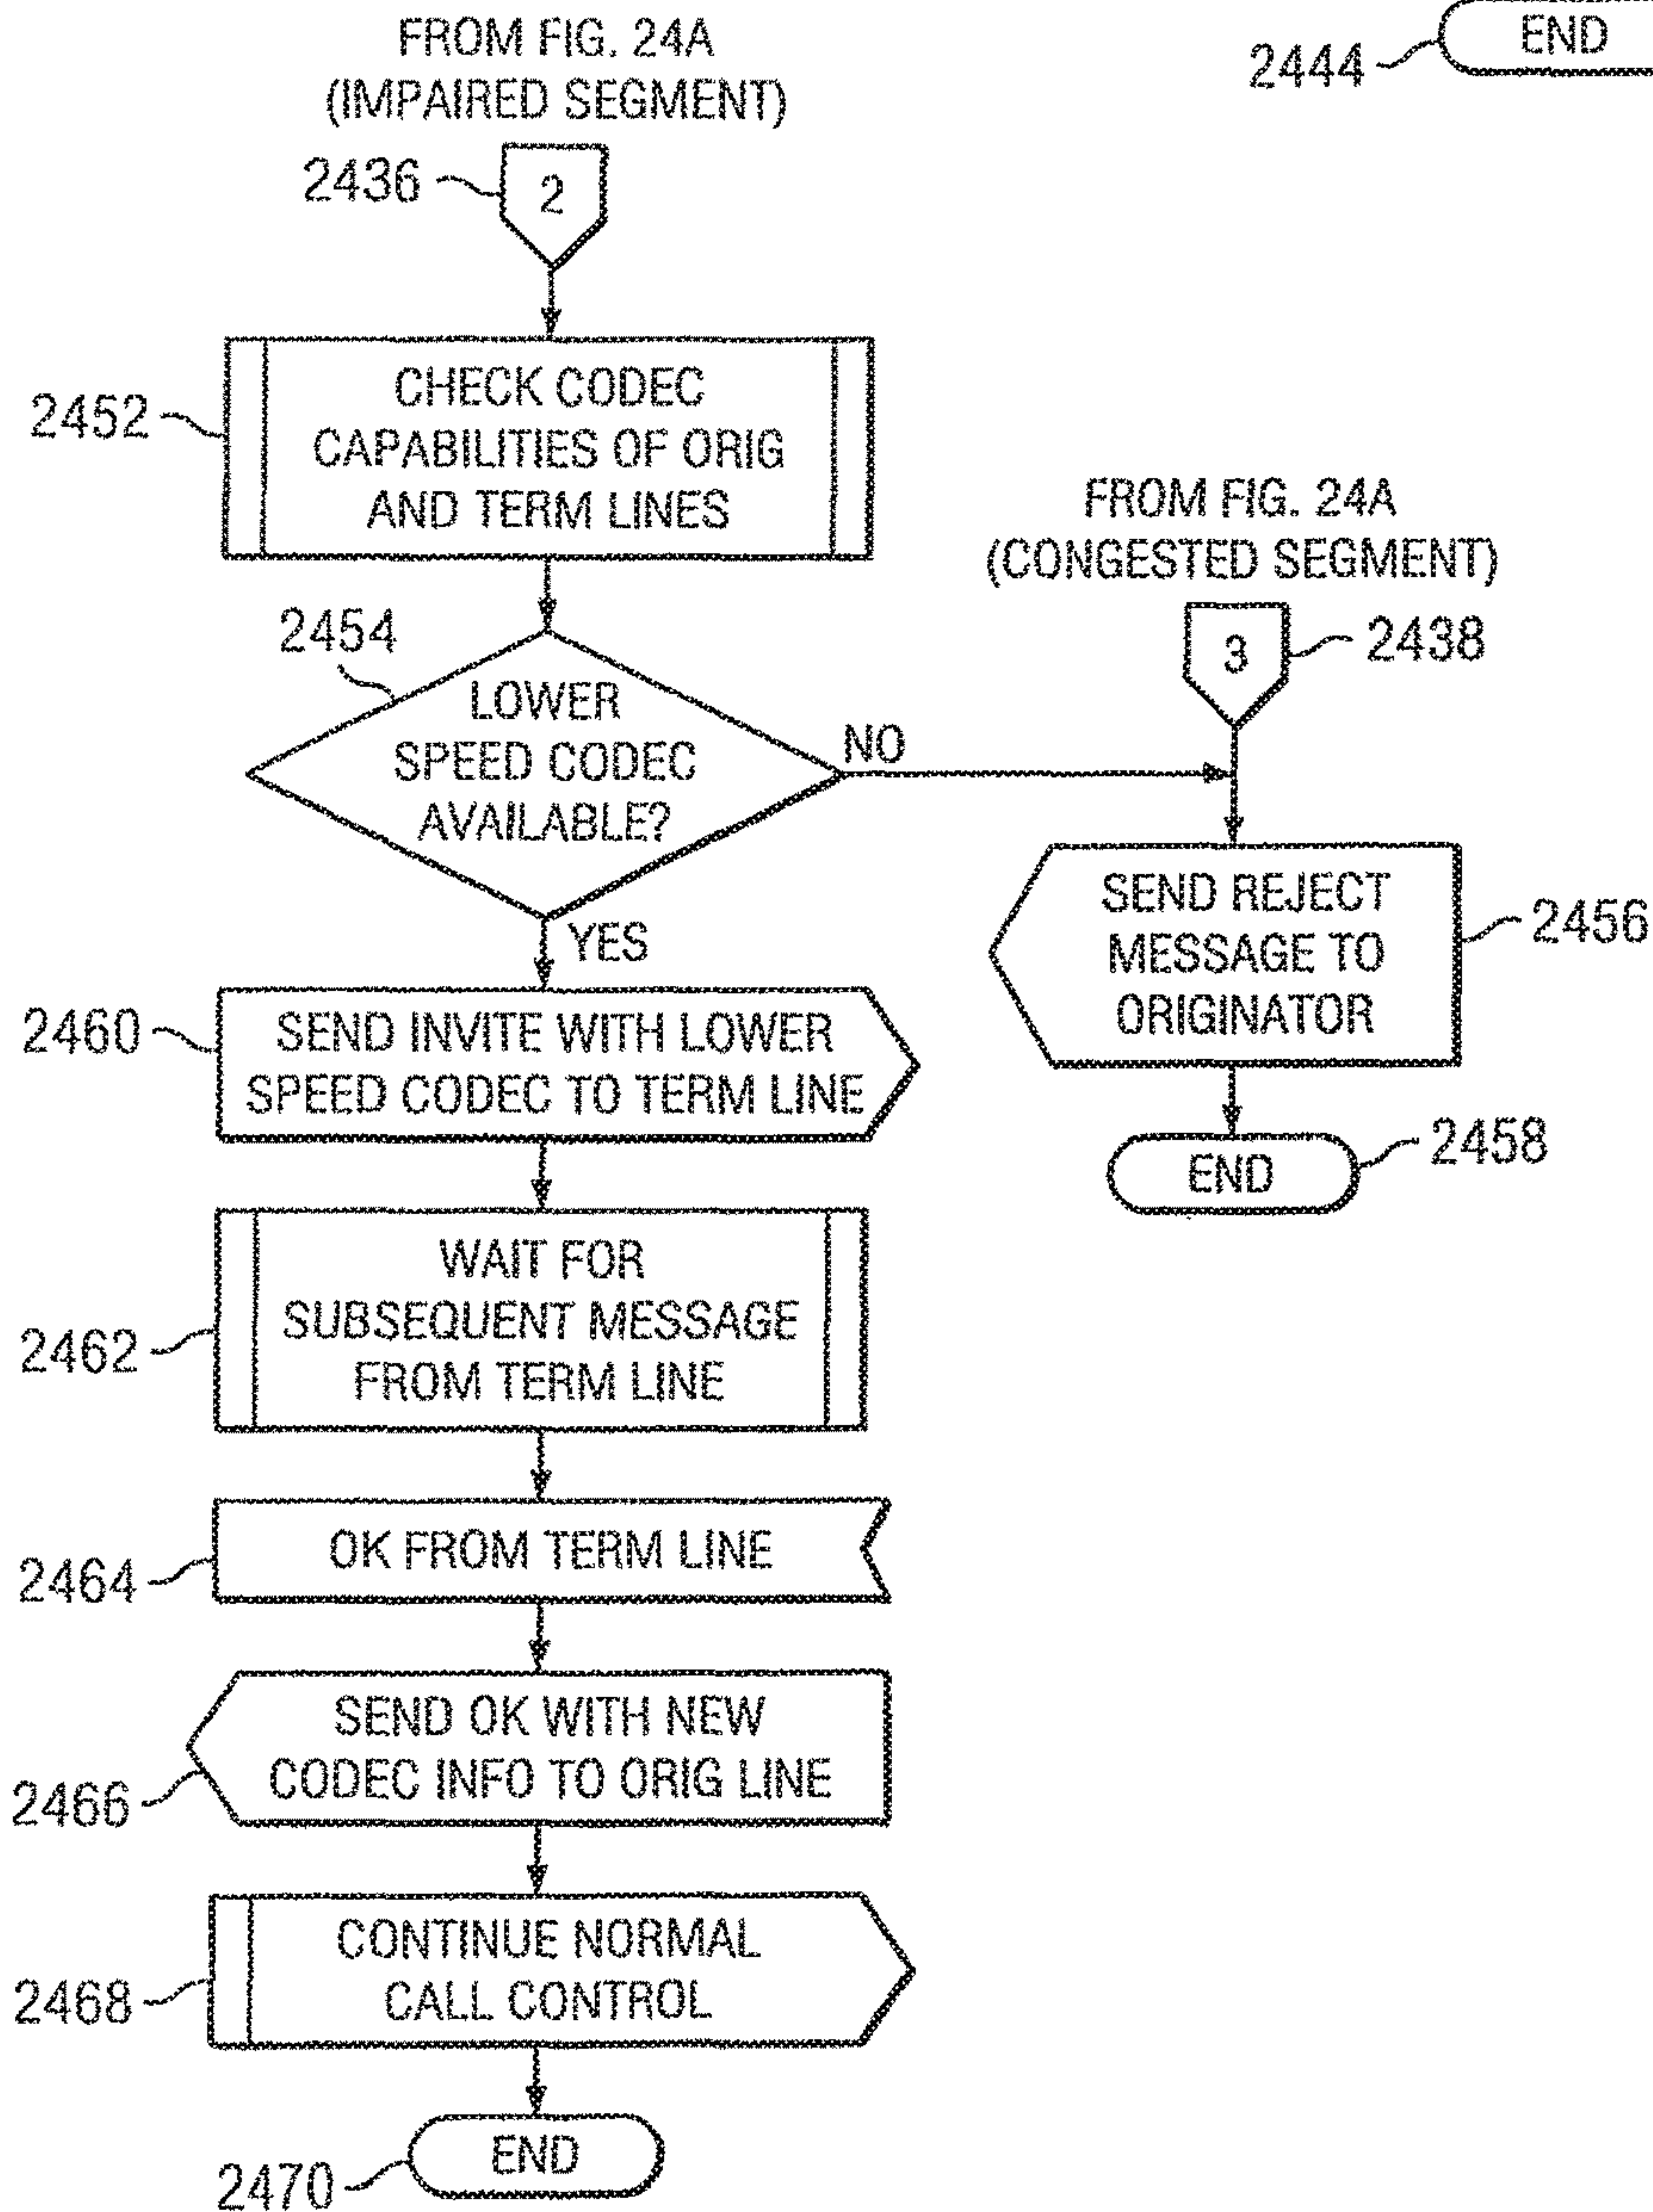 FROM FIG. 24A
(IMPAIRED SEGMENT)
2436
2
2444
END
2452
CHECK CODEC
CAPABILITIES OF ORIG
AND TERM LINES
2454
LOWER
SPEED CODEC
AVAILABLE?
NO
YES
FROM FIG. 24A
(CONGESTED SEGMENT)
3
2438
SEND REJECT
MESSAGE TO
ORIGINATOR
2456
END
2458
2460
SEND INVITE WITH LOWER
SPEED CODEC TO TERM LINE
2462
WAIT FOR
SUBSEQUENT MESSAGE
FROM TERM LINE
2464
OK FROM TERM LINE
2466
SEND OK WITH NEW
CODEC INFO TO ORIG LINE
2468
CONTINUE NORMAL
CALL CONTROL
2470
END